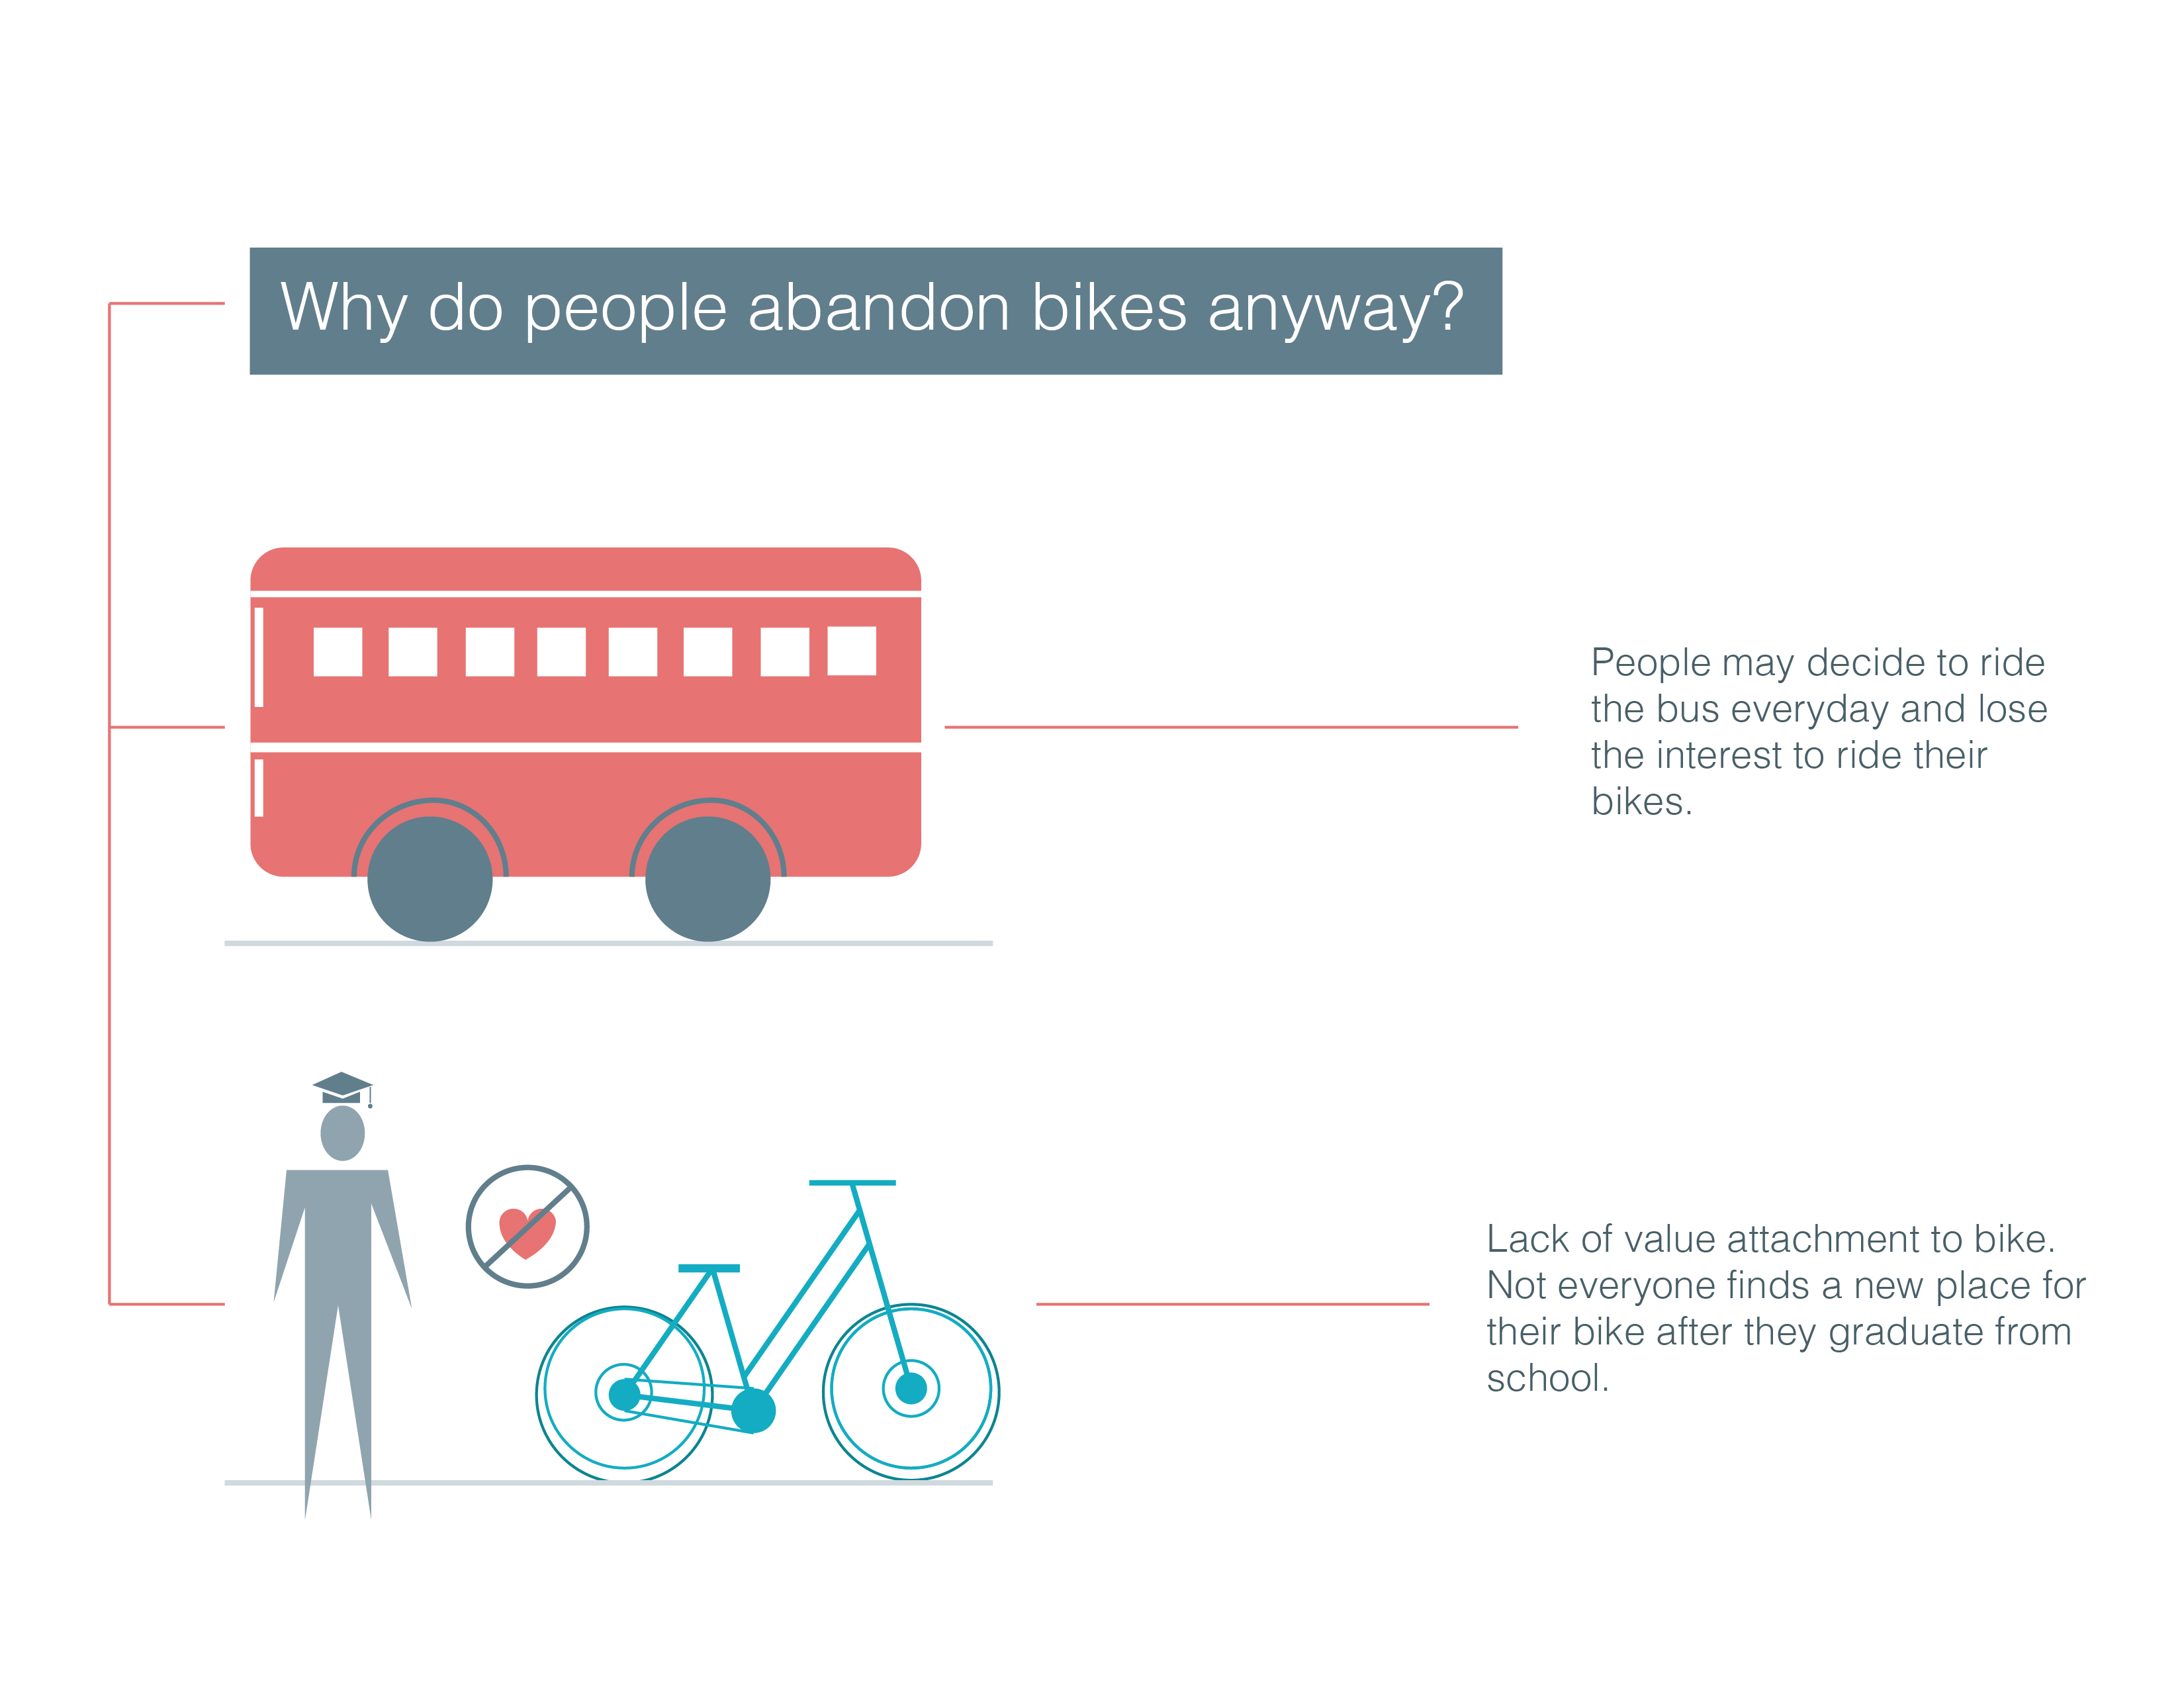 Why do people abandon bikes anyway?
People may decide to ride
the bus everyday and lose
the interest to ride their
bikes.
Lack of value attachment to bike.
Not everyone finds a new place for
their bike after they graduate from
school.